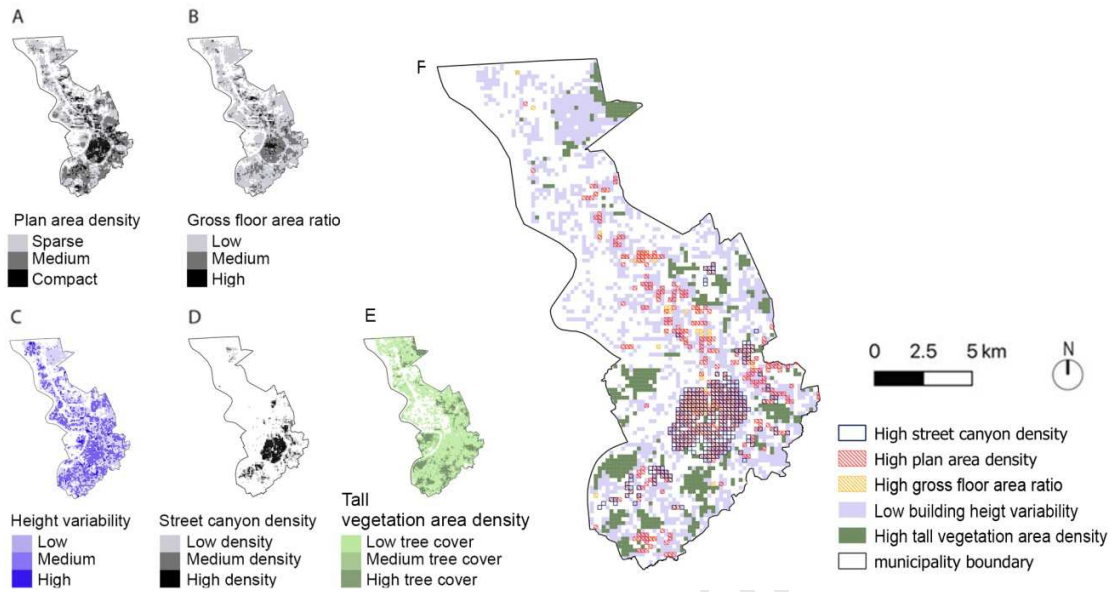 A
B
Plan area density
Sparse
Medium
Compact
Gross floor area ratio
Low
Medium
High
C
D
E
Height variability
Low
Medium
High
Street canyon density
Low density
Medium density
High density
Tall
vegetation area density
Low tree cover
Medium tree cover
High tree cover
F
0 2.5 5 km
N
High street canyon density
High plan area density
High gross floor area ratio
Low building heigt variability
High tall vegetation area density
municipality boundary